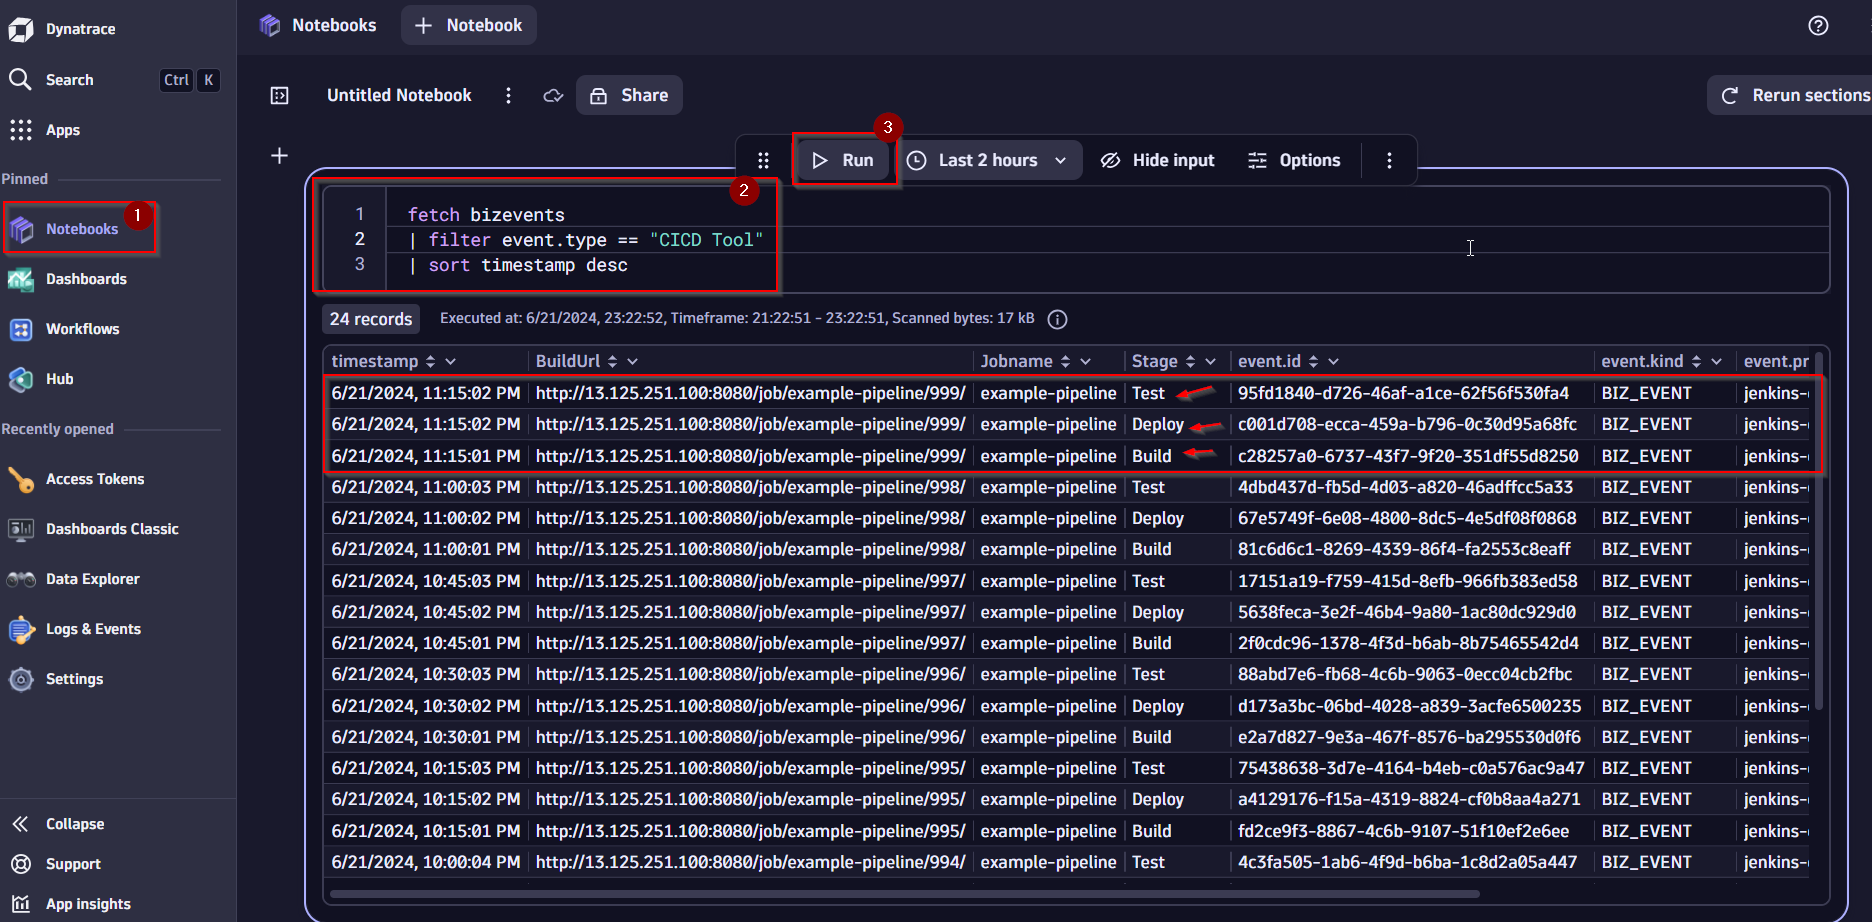 Dynatrace
Search Ctrl K
Apps
Pinned
Notebooks 1
Dashboards
Workflows
Hub
Recently opened
Access Tokens
Dashboards Classic
Data Explorer
Logs & Events
Settings
Collapse
Support
App insights
Notebooks + Notebook
Untitled Notebook Share Rerun sections
3
Run Last 2 hours Hide input Options
2
1 fetch bizevents
2 | filter event.type == "CICD Tool"
3 | sort timestamp desc
24 records Executed at: 6/21/2024, 23:22:52, Timeframe: 21:22:51 - 23:22:51, Scanned bytes: 17 kB
timestamp BuildUrl Jobname Stage event.id event.kind event.pr
6/21/2024, 11:15:02 PM http://13.125.251.100:8080/job/example-pipeline/999/ example-pipeline Test 95fd1840-d726-46af-a1ce-62f56f530fa4 BIZ_EVENT jenkins-
6/21/2024, 11:15:02 PM http://13.125.251.100:8080/job/example-pipeline/999/ example-pipeline Deploy c001d708-ecca-459a-b796-0c30d95a68fc BIZ_EVENT jenkins-
6/21/2024, 11:15:01 PM http://13.125.251.100:8080/job/example-pipeline/999/ example-pipeline Build c28257a0-6737-43f7-9f20-351df55d8250 BIZ_EVENT jenkins-
6/21/2024, 11:00:03 PM http://13.125.251.100:8080/job/example-pipeline/998/ example-pipeline Test 4dbd437d-fb5d-4d03-a820-46adffcc5a33 BIZ_EVENT jenkins-
6/21/2024, 11:00:02 PM http://13.125.251.100:8080/job/example-pipeline/998/ example-pipeline Deploy 67e5749f-6e08-4800-8dc5-4e5df08f0868 BIZ_EVENT jenkins-
6/21/2024, 11:00:01 PM http://13.125.251.100:8080/job/example-pipeline/998/ example-pipeline Build 81c6d6c1-8269-4339-86f4-fa2553c8eaff BIZ_EVENT jenkins-
6/21/2024, 10:45:03 PM http://13.125.251.100:8080/job/example-pipeline/997/ example-pipeline Test 17151a19-f759-415d-8efb-966fb383ed58 BIZ_EVENT jenkins-
6/21/2024, 10:45:02 PM http://13.125.251.100:8080/job/example-pipeline/997/ example-pipeline Deploy 5638feca-3e2f-46b4-9a80-1ac80dc929d0 BIZ_EVENT jenkins-
6/21/2024, 10:45:01 PM http://13.125.251.100:8080/job/example-pipeline/997/ example-pipeline Build 2f0cdc96-1378-4f3d-b6ab-8b75465542d4 BIZ_EVENT jenkins-
6/21/2024, 10:30:03 PM http://13.125.251.100:8080/job/example-pipeline/996/ example-pipeline Test 88abd7e6-fb68-4c6b-9063-0ecc04cb2fbc BIZ_EVENT jenkins-
6/21/2024, 10:30:02 PM http://13.125.251.100:8080/job/example-pipeline/996/ example-pipeline Deploy d173a3bc-06bd-4028-a839-3acfe6500235 BIZ_EVENT jenkins-
6/21/2024, 10:30:01 PM http://13.125.251.100:8080/job/example-pipeline/996/ example-pipeline Build e2a7d827-9e3a-467f-8576-ba295530d0f6 BIZ_EVENT jenkins-
6/21/2024, 10:15:03 PM http://13.125.251.100:8080/job/example-pipeline/995/ example-pipeline Test 75438638-3d7e-4164-b4eb-c0a576ac9a47 BIZ_EVENT jenkins-
6/21/2024, 10:15:02 PM http://13.125.251.100:8080/job/example-pipeline/995/ example-pipeline Deploy a4129176-f15a-4319-8824-cf0b8aa4a271 BIZ_EVENT jenkins-
6/21/2024, 10:15:01 PM http://13.125.251.100:8080/job/example-pipeline/995/ example-pipeline Build fd2ce9f3-8867-4c6b-9107-51f10ef2e6ee BIZ_EVENT jenkins-
6/21/2024, 10:00:04 PM http://13.125.251.100:8080/job/example-pipeline/994/ example-pipeline Test 4c3fa505-1ab6-4f9d-b6ba-1c8d2a05a447 BIZ_EVENT jenkins-